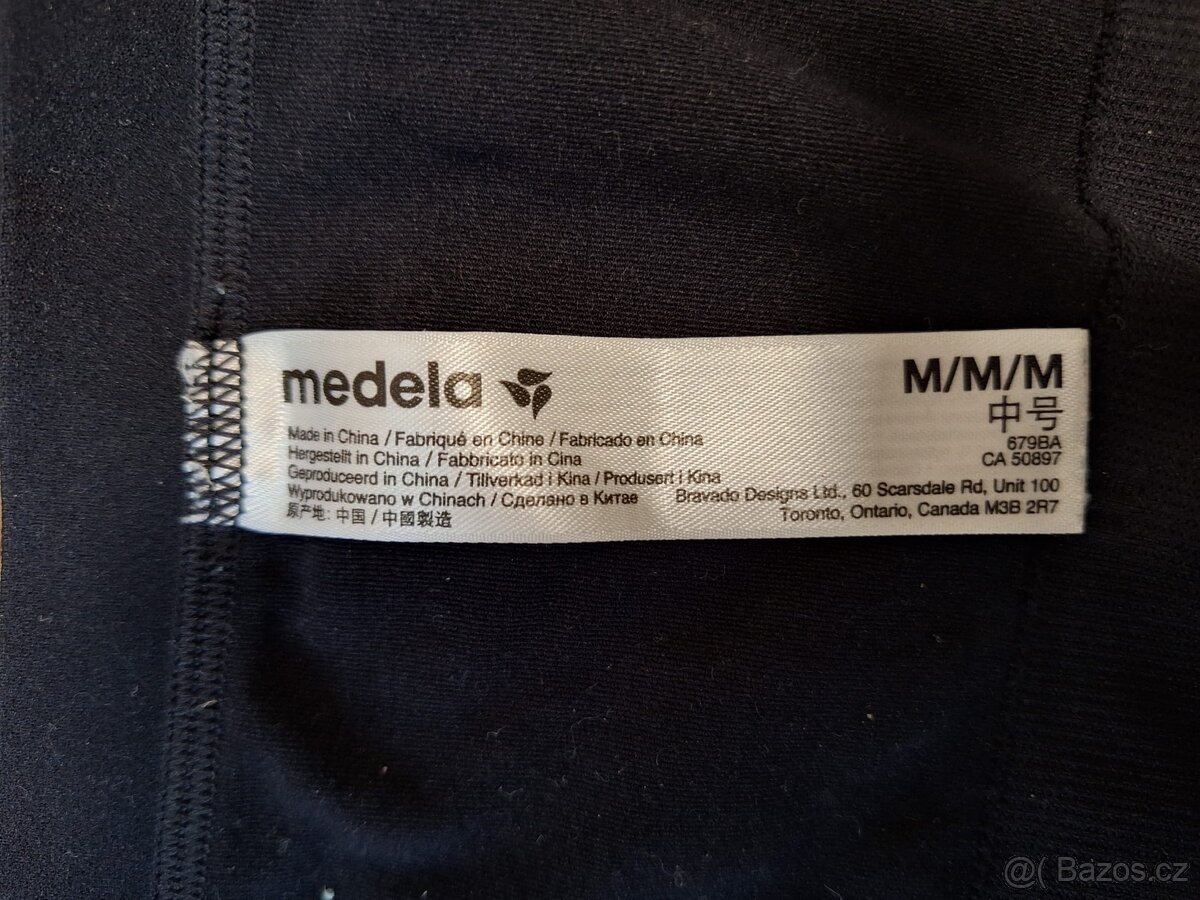 medela
M/M/M
中号
679BA
CA 50897
Made in China / Fabriqué en Chine / Fabricado en China
Hergestellt in China / Fabbricato in Cina
Geproduceerd in China / Tillverkad i Kina / Produsert i Kina
Wyprodukowano w Chinach / Сделано в Китае
原产地: 中国 / 中國製造
Bravado Designs Ltd., 60 Scarsdale Rd, Unit 100
Toronto, Ontario, Canada M3B 2R7
@( Bazos.cz